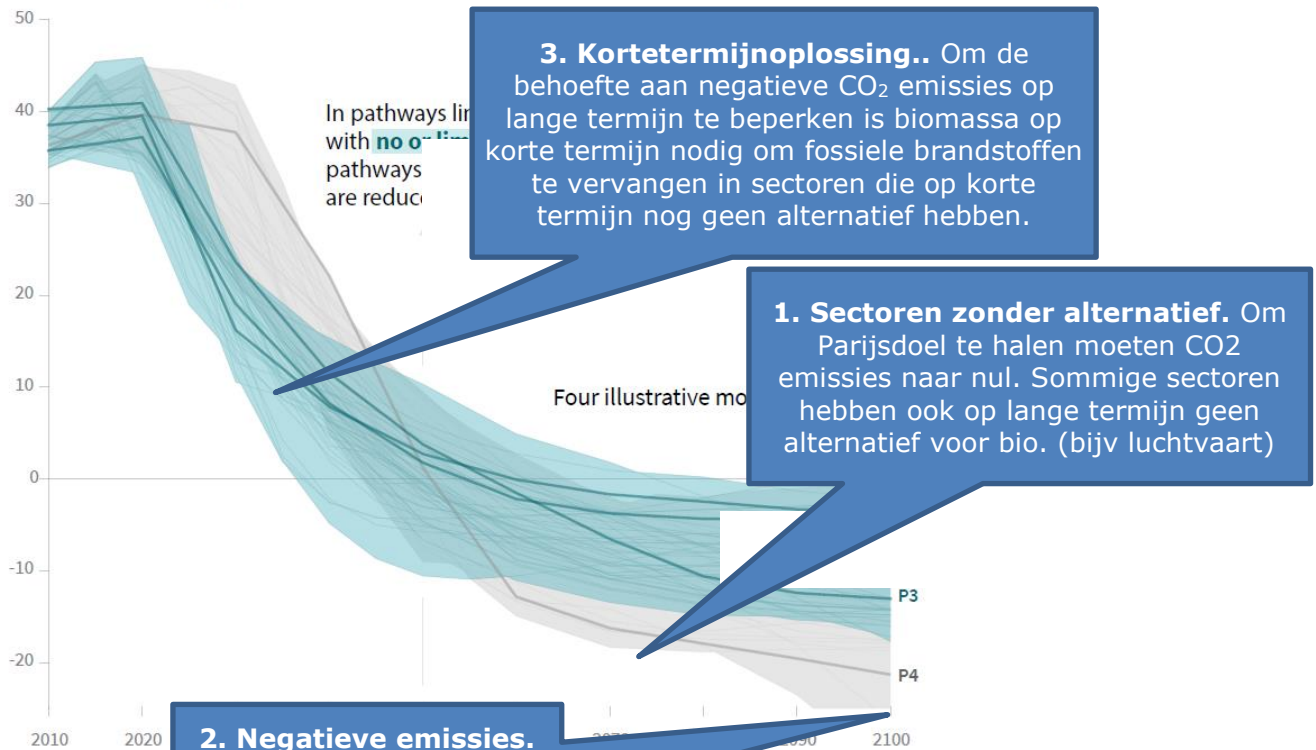 50
3. Kortetermijnoplossing.. Om de
behoefte aan negatieve CO₂ emissies op
lange termijn te beperken is biomassa op
korte termijn nodig om fossiele brandstoffen
te vervangen in sectoren die op korte
termijn nog geen alternatief hebben.
40
In pathways
with no or
pathways
are
30
20
1. Sectoren zonder alternatief. Om
Parijsdoel te halen moeten CO2
emissies naar nul. Sommige sectoren
hebben ook op lange termijn geen
alternatief voor bio. (bijv luchtvaart)
10
Four illustrative
0
-10
P3
-20
P4
2. Negatieve emissies.
2010
2020
2100